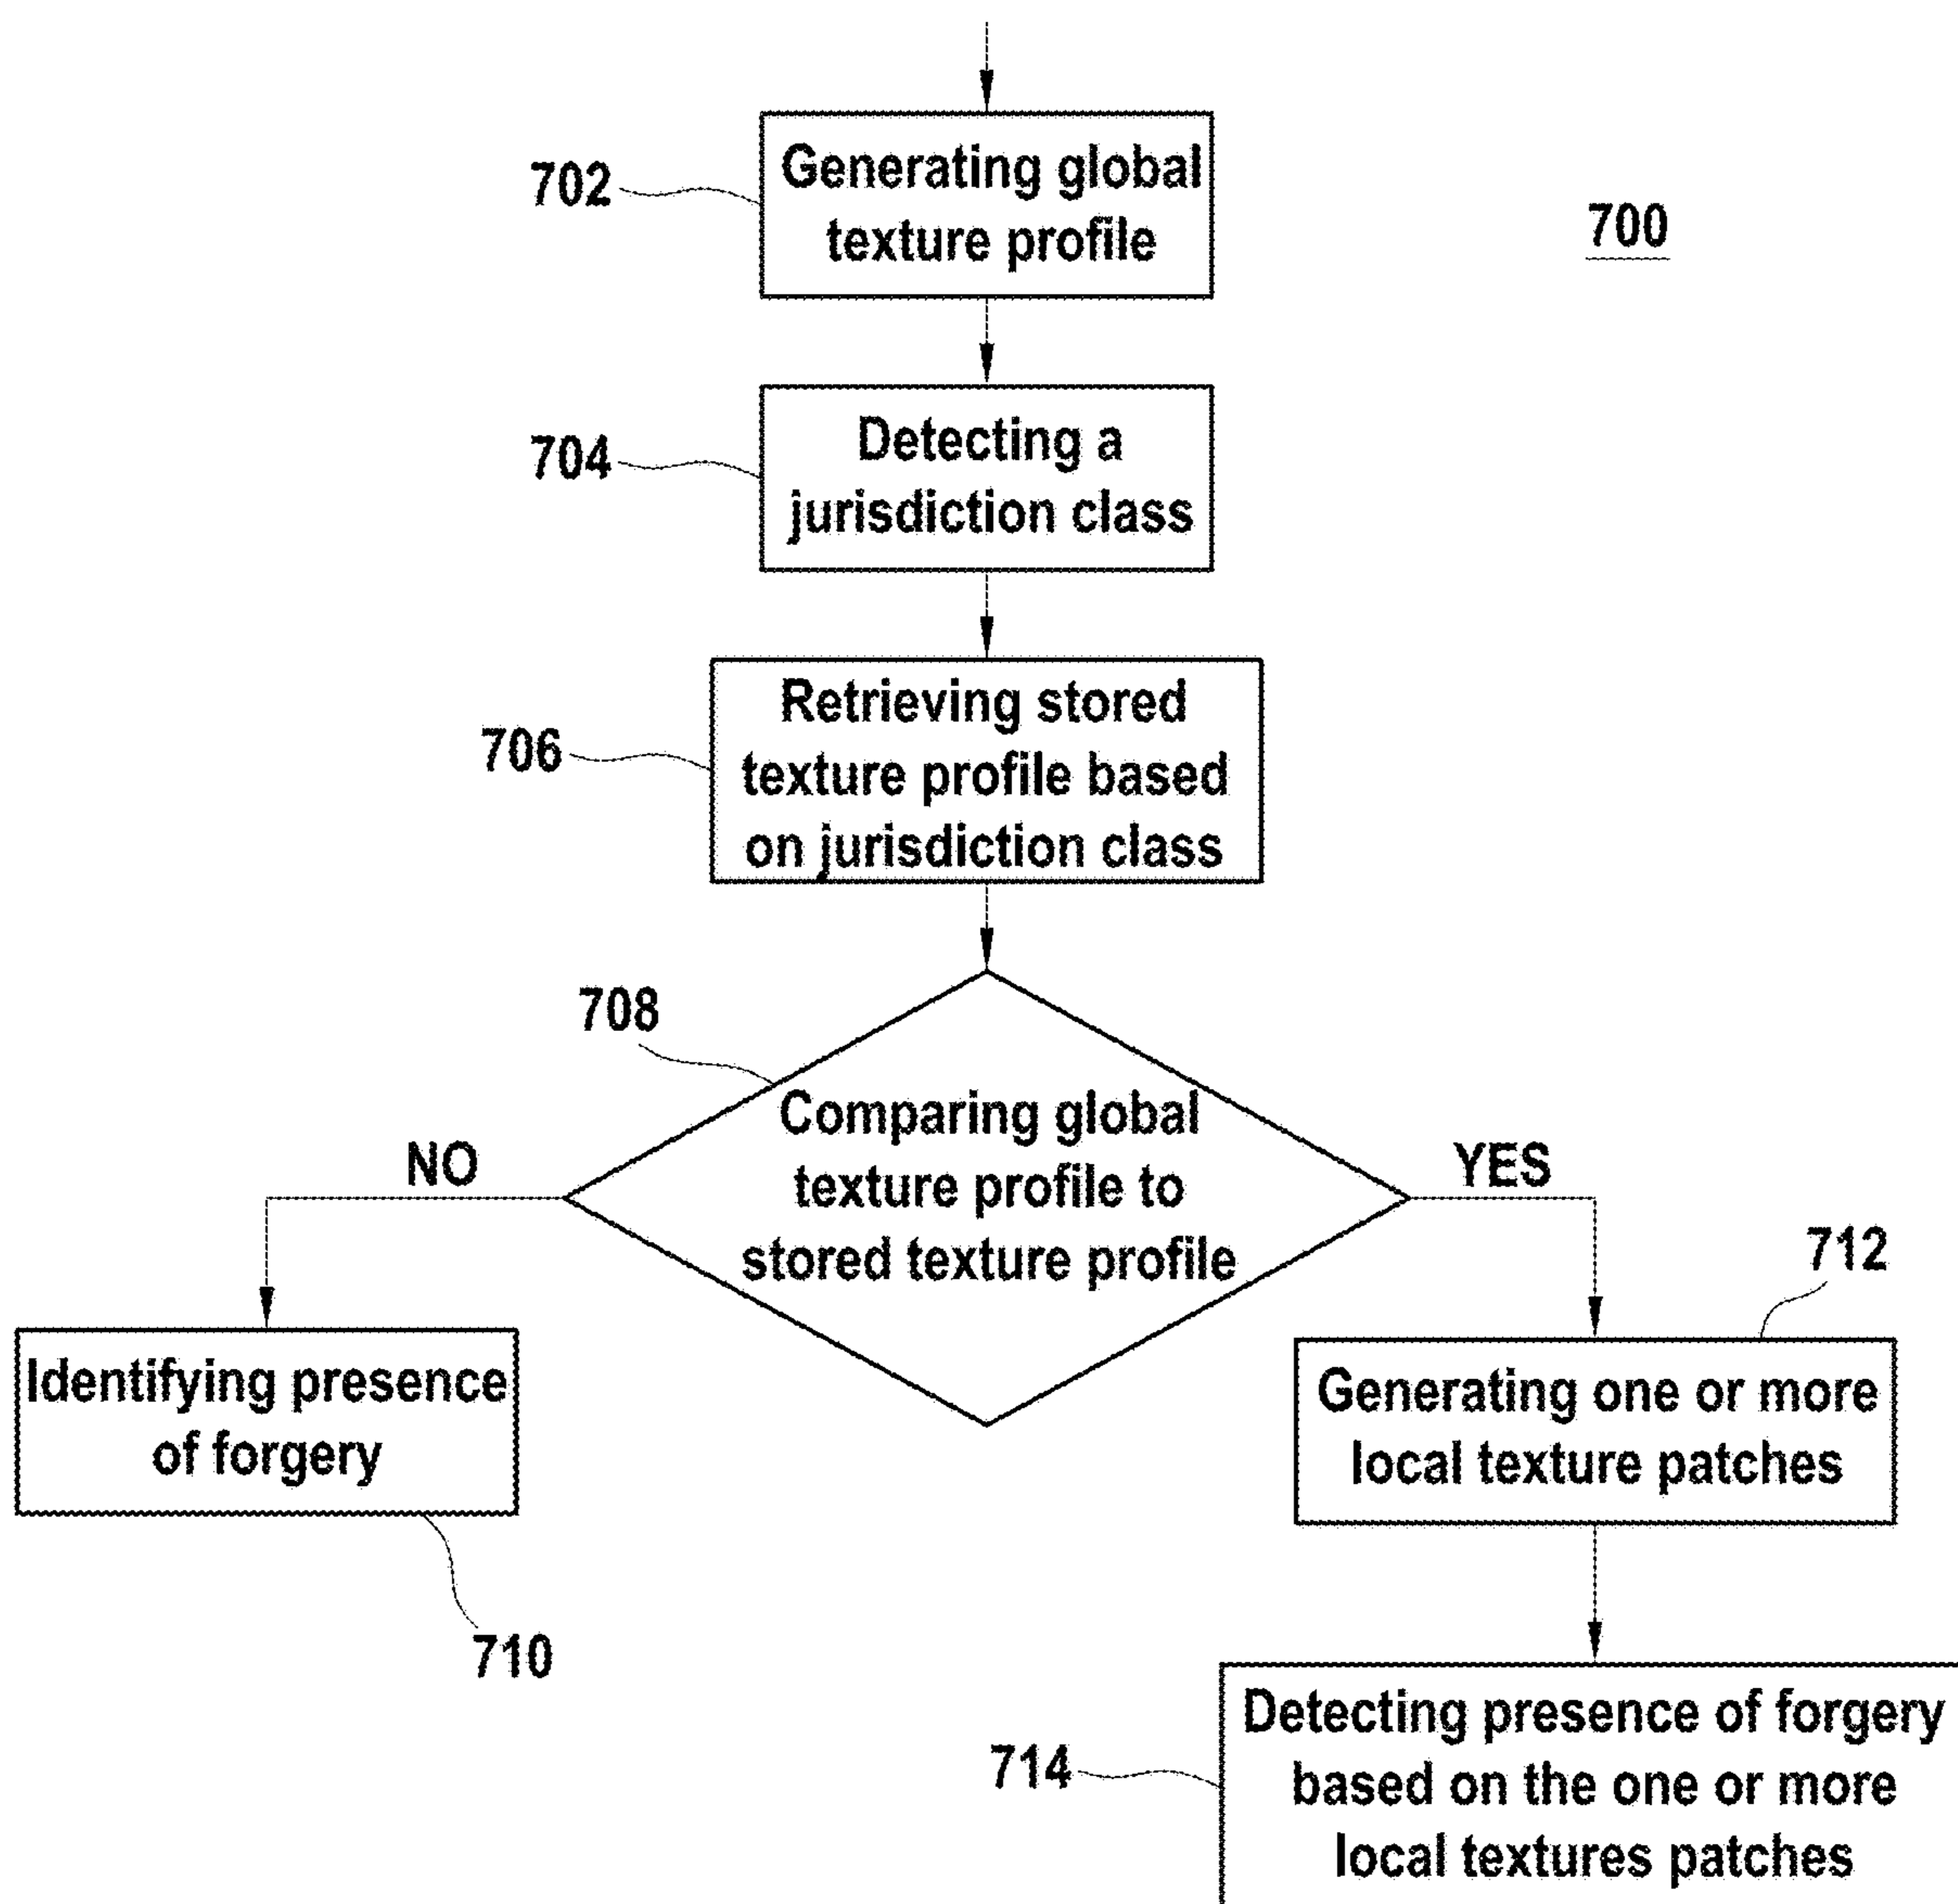 702
Generating global
texture profile
700
704
Detecting a
jurisdiction class
706
Retrieving stored
texture profile based
on jurisdiction class
708
Comparing global
texture profile to
stored texture profile
NO
YES
712
Identifying presence
of forgery
710
Generating one or more
local texture patches
714
Detecting presence of forgery
based on the one or more
local textures patches